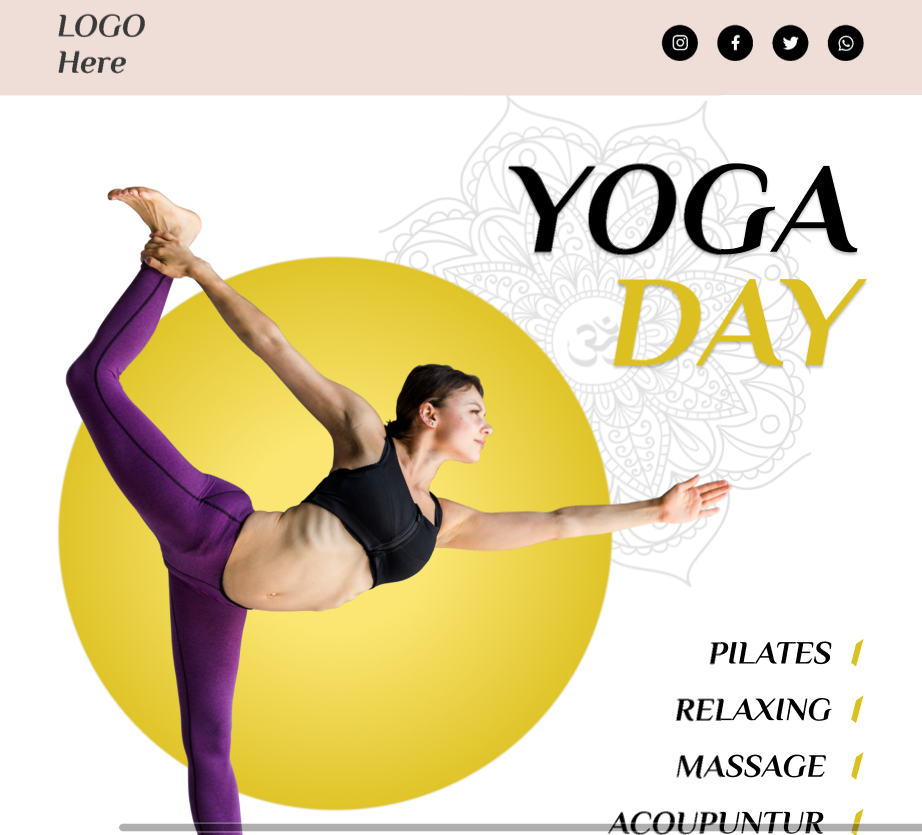 LOGO
Here
YOGA
DAY
PILATES
RELAXING
MASSAGE
ACOUPUNTUR